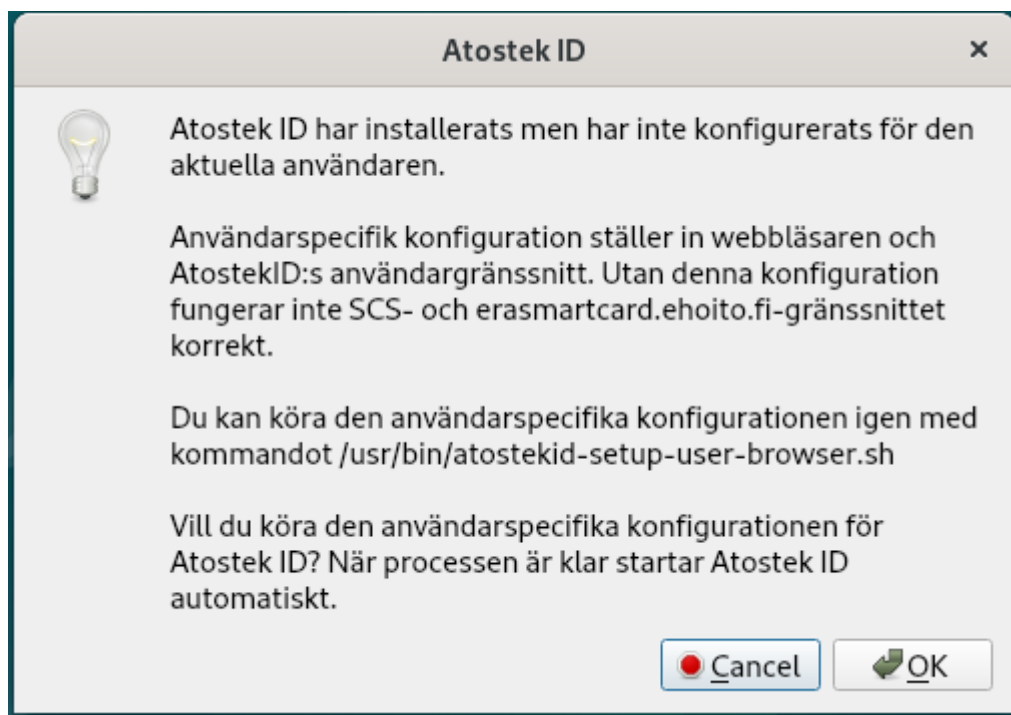 Atostek ID
Atostek ID har installerats men har inte konfigurerats för den
aktuella användaren.
Användarspecifik konfiguration ställer in webbläsaren och
AtostekID:s användargränssnitt. Utan denna konfiguration
fungerar inte SCS- och erasmartcard.ehoito.fi-gränssnittet
korrekt.
Du kan köra den användarspecifika konfigurationen igen med
kommandot /usr/bin/atostekid-setup-user-browser.sh
Vill du köra den användarspecifika konfigurationen för
Atostek ID? När processen är klar startar Atostek ID
automatiskt.
Cancel OK